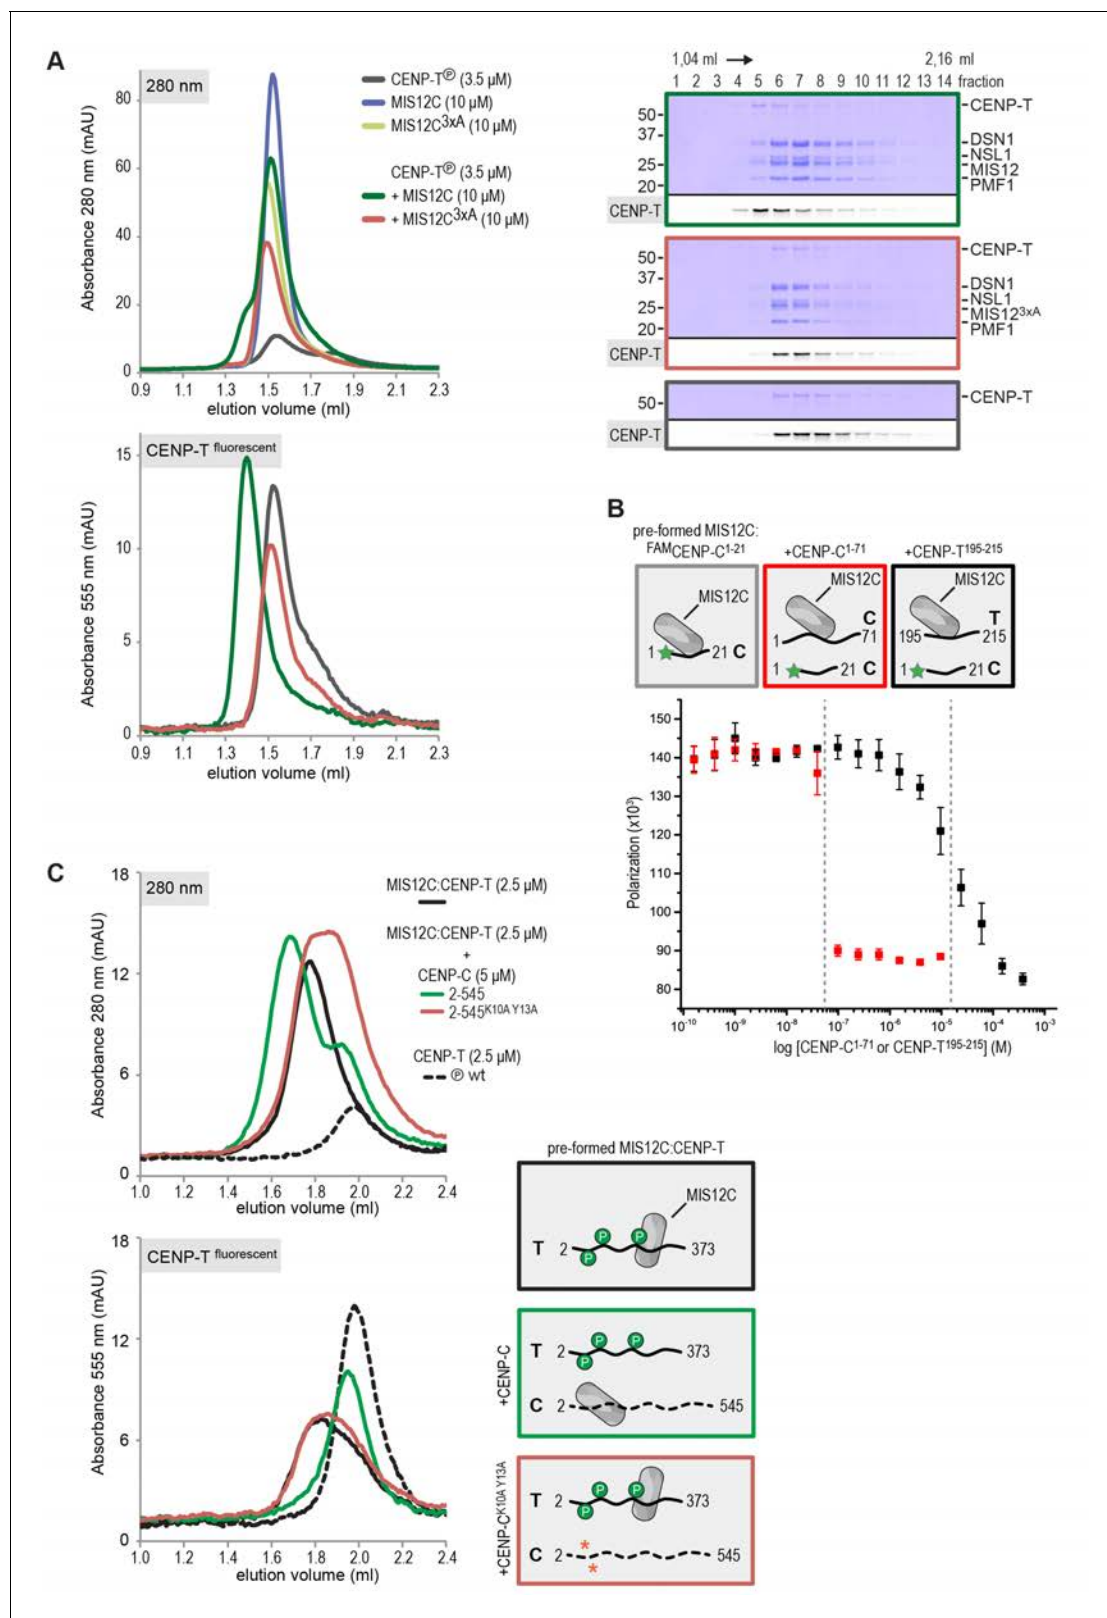 A
280 nm
80
60
40
20
0
Absorbance 280 nm (mAU)
0.9 1.1 1.3 1.5 1.7 1.9 2.1 2.3
elution volume (ml)
CENP-TⓅ (3.5 µM)
MIS12C (10 µM)
MIS12C3xA (10 µM)
CENP-TⓅ (3.5 µM)
+ MIS12C (10 µM)
+ MIS12C3xA (10 µM)
1,04 ml 2,16 ml
1 2 3 4 5 6 7 8 9 10 11 12 13 14 fraction
50
37
25
20
CENP-T
DSN1
NSL1
MIS12
PMF1
CENP-T
50
37
25
20
CENP-T
DSN1
NSL1
MIS123xA
PMF1
CENP-T
50
CENP-T
CENP-T
CENP-T fluorescent
15
10
5
0
Absorbance 555 nm (mAU)
0.9 1.1 1.3 1.5 1.7 1.9 2.1 2.3
elution volume (ml)
B
pre-formed MIS12C:
FAMCENP-C1-21
+CENP-C1-71
+CENP-T195-215
MIS12C
1 21 C
MIS12C
C
1 71
1 21 C
MIS12C
T
195 215
1 21 C
150
140
130
120
110
100
90
80
Polarization (x103)
10-10 10-9 10-8 10-7 10-6 10-5 10-4 10-3
log [CENP-C1-71 or CENP-T195-215] (M)
C
280 nm
18
12
6
0
Absorbance 280 nm (mAU)
1.0 1.2 1.4 1.6 1.8 2.0 2.2 2.4
elution volume (ml)
MIS12C:CENP-T (2.5 µM)
MIS12C:CENP-T (2.5 µM)
+
CENP-C (5 µM)
2-545
2-545K10A Y13A
CENP-T (2.5 µM)
Ⓟ wt
CENP-T fluorescent
18
12
6
0
Absorbance 555 nm (mAU)
1.0 1.2 1.4 1.6 1.8 2.0 2.2 2.4
elution volume (ml)
pre-formed MIS12C:CENP-T
MIS12C
P P
T 2 373
P
+CENP-C
P P
T 2 373
P
C 2 545
+CENP-CK10A Y13A
P P
T 2 373
P
* 
C 2 545
*